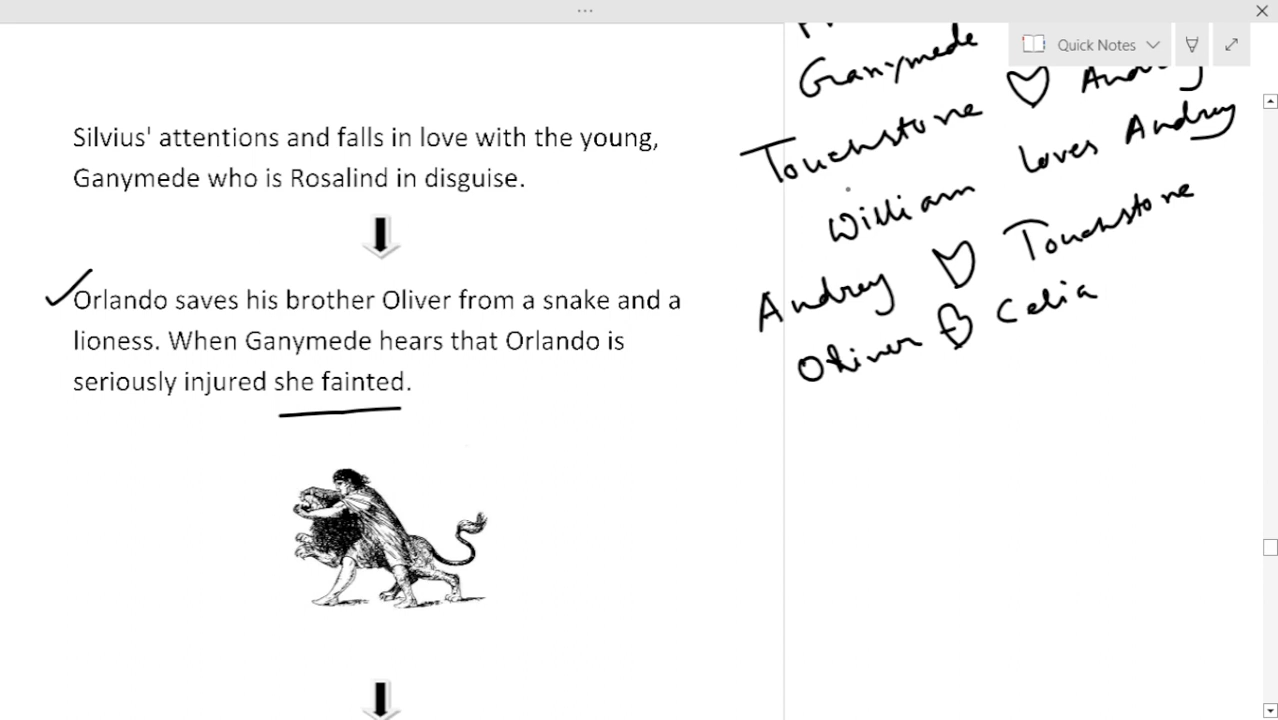 Quick Notes
Silvius' attentions and falls in love with the young,
Ganymede who is Rosalind in disguise.
Orlando saves his brother Oliver from a snake and a
lioness. When Ganymede hears that Orlando is
seriously injured she fainted.
Ganymede
Touchstone ♡
William loves Andrey
Andrey ♡ Touchstone
Oliver ♡ Celia